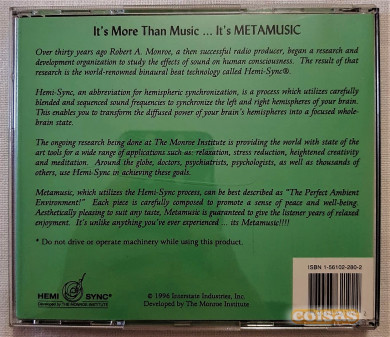 It's More Than Music ... It's METAMUSIC
Over thirty years ago Robert A. Monroe, a then successful radio producer, began a research and
development organization to study the effects of sound on human consciousness. The result of that
research is the world-renowned binaural beat technology called Hemi-Sync®.
Hemi-Sync, an abbreviation for hemispheric synchronization, is a process which utilizes carefully
blended and sequenced sound frequencies to synchronize the left and right hemispheres of your brain.
This enables you to transform the diffused power of your brain's hemispheres into a focused whole-
brain state.
The ongoing research being done at The Monroe Institute is providing the world with state of the
art tools for a wide range of applications such as: relaxation, stress reduction, heightened creativity
and meditation. Around the globe, doctors, psychiatrists, psychologists, as well as thousands of
others, use Hemi-Sync in achieving these goals.
Metamusic, which utilizes the Hemi-Sync process, can be best described as "The Perfect Ambient
Environment!" Each piece is carefully composed to promote a sense of peace and well-being.
Aesthetically pleasing to suit any taste, Metamusic is guaranteed to give the listener years of relaxed
enjoyment. It's unlike anything you've ever experienced ... its Metamusic!!!!
* Do not drive or operate machinery while using this product.
ISBN 1-56102-280-2
HEMI SYNC®
DEVELOPED BY THE MONROE INSTITUTE
© 1996 Interstate Industries, Inc.
Developed by The Monroe Institute
coisas